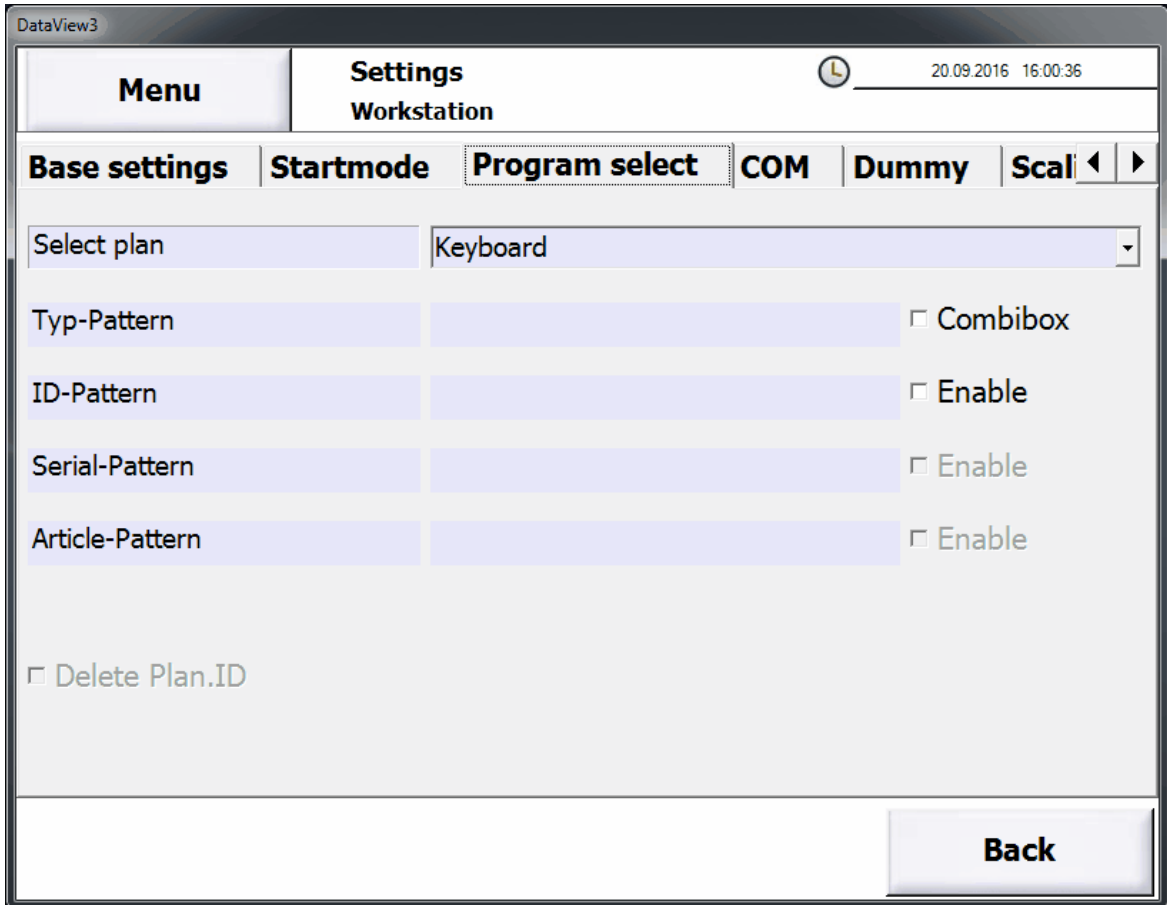 DataView3
Menu
Settings
Workstation
20.09.2016 16:00:36
Base settings Startmode Program select COM Dummy Scali
Select plan Keyboard
Typ-Pattern Combibox
ID-Pattern Enable
Serial-Pattern Enable
Article-Pattern Enable
Delete Plan.ID
Back